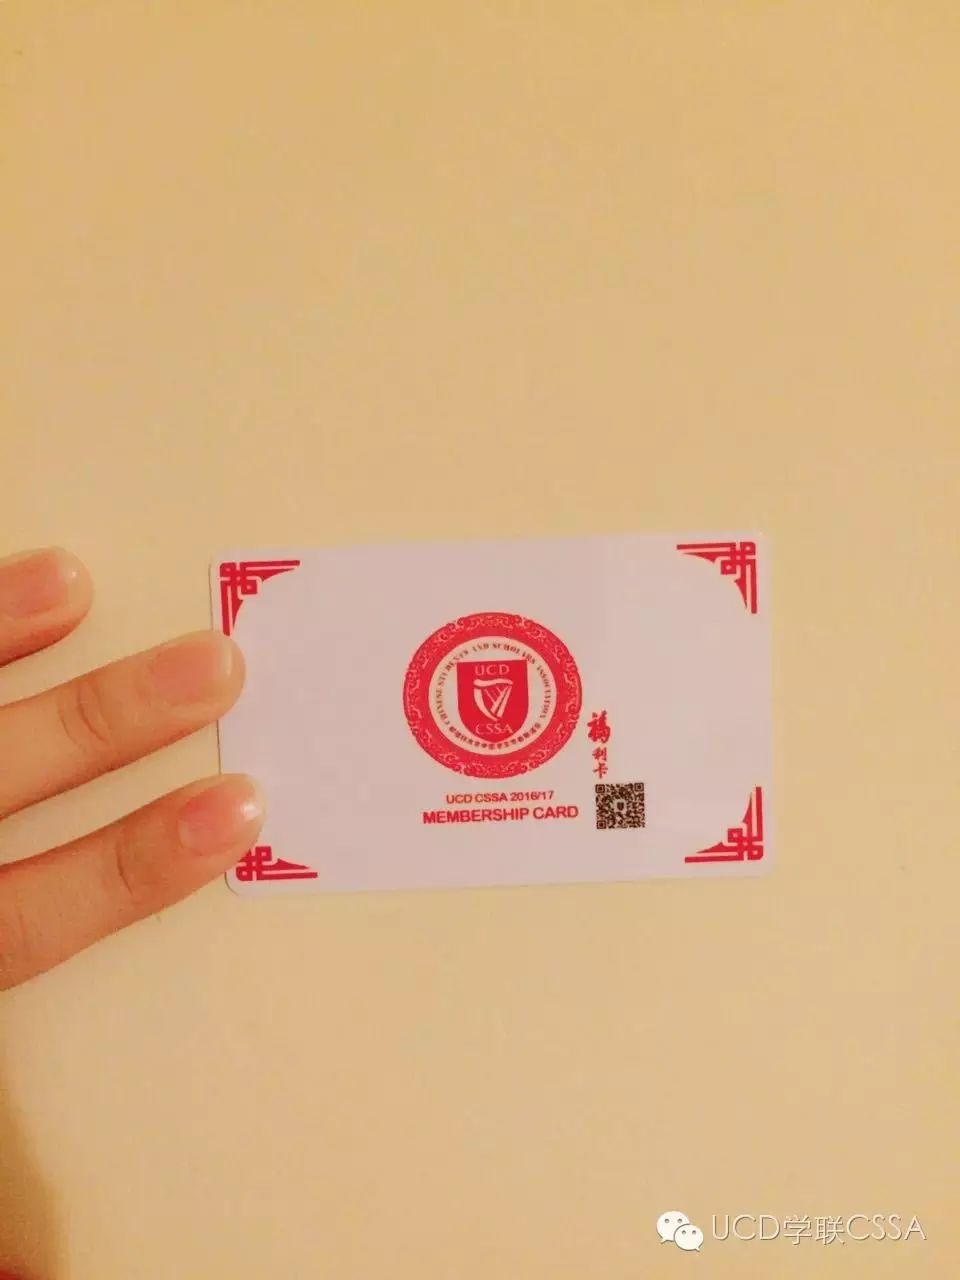 CHINESE STUDENTS AND SCHOLARS ASSOCIATION
UCD
CSSA
福利卡
UCD CSSA 2016/17
MEMBERSHIP CARD
UCD学联CSSA